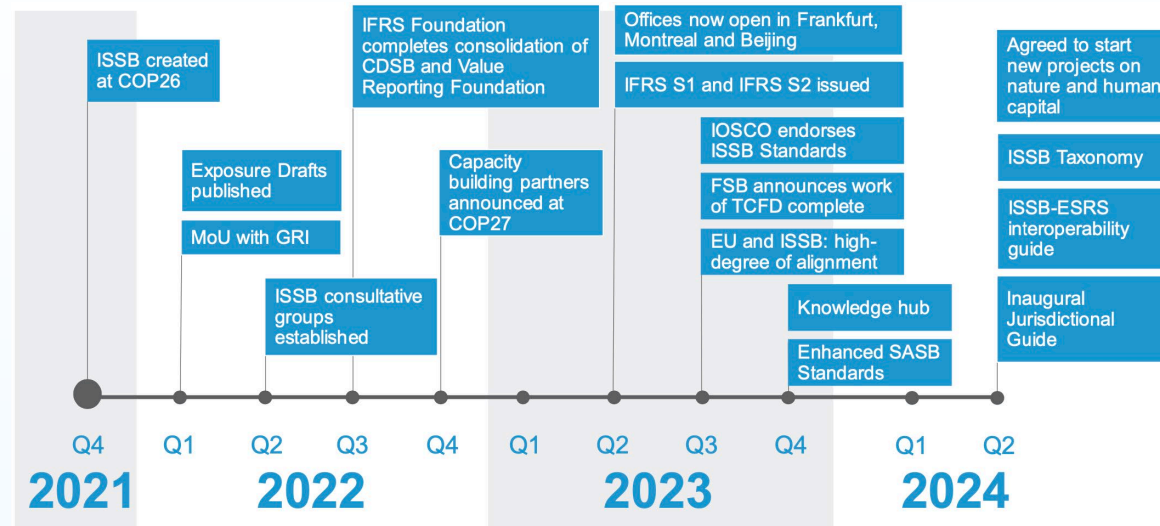 ISSB created
at COP26
Exposure Drafts
published
MoU with GRI
ISSB consultative
groups
established
IFRS Foundation
completes consolidation of
CDSB and Value
Reporting Foundation
Capacity
building partners
announced at
COP27
Offices now open in Frankfurt,
Montreal and Beijing
IFRS S1 and IFRS S2 issued
IOSCO endorses
ISSB Standards
FSB announces work
of TCFD complete
EU and ISSB: high-
degree of alignment
Knowledge hub
Enhanced SASB
Standards
Agreed to start
new projects on
nature and human
capital
ISSB Taxonomy
ISSB-ESRS
interoperability
guide
Inaugural
Jurisdictional
Guide
Q4 Q1 Q2 Q3 Q4 Q1 Q2 Q3 Q4 Q1 Q2
2021 2022 2023 2024